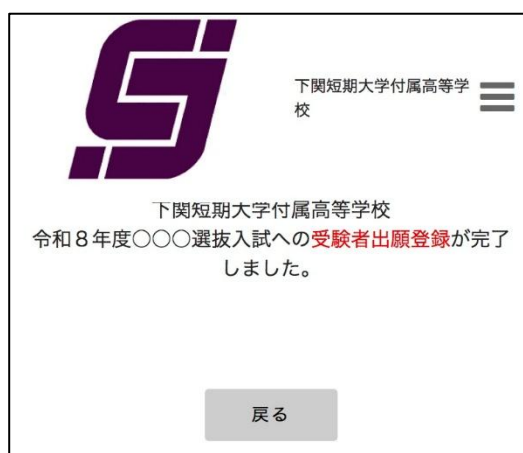 下関短期大学付属高等学
校
下関短期大学付属高等学校
令和８年度○○○選抜入試への受験者出願登録が完了
しました。
戻る